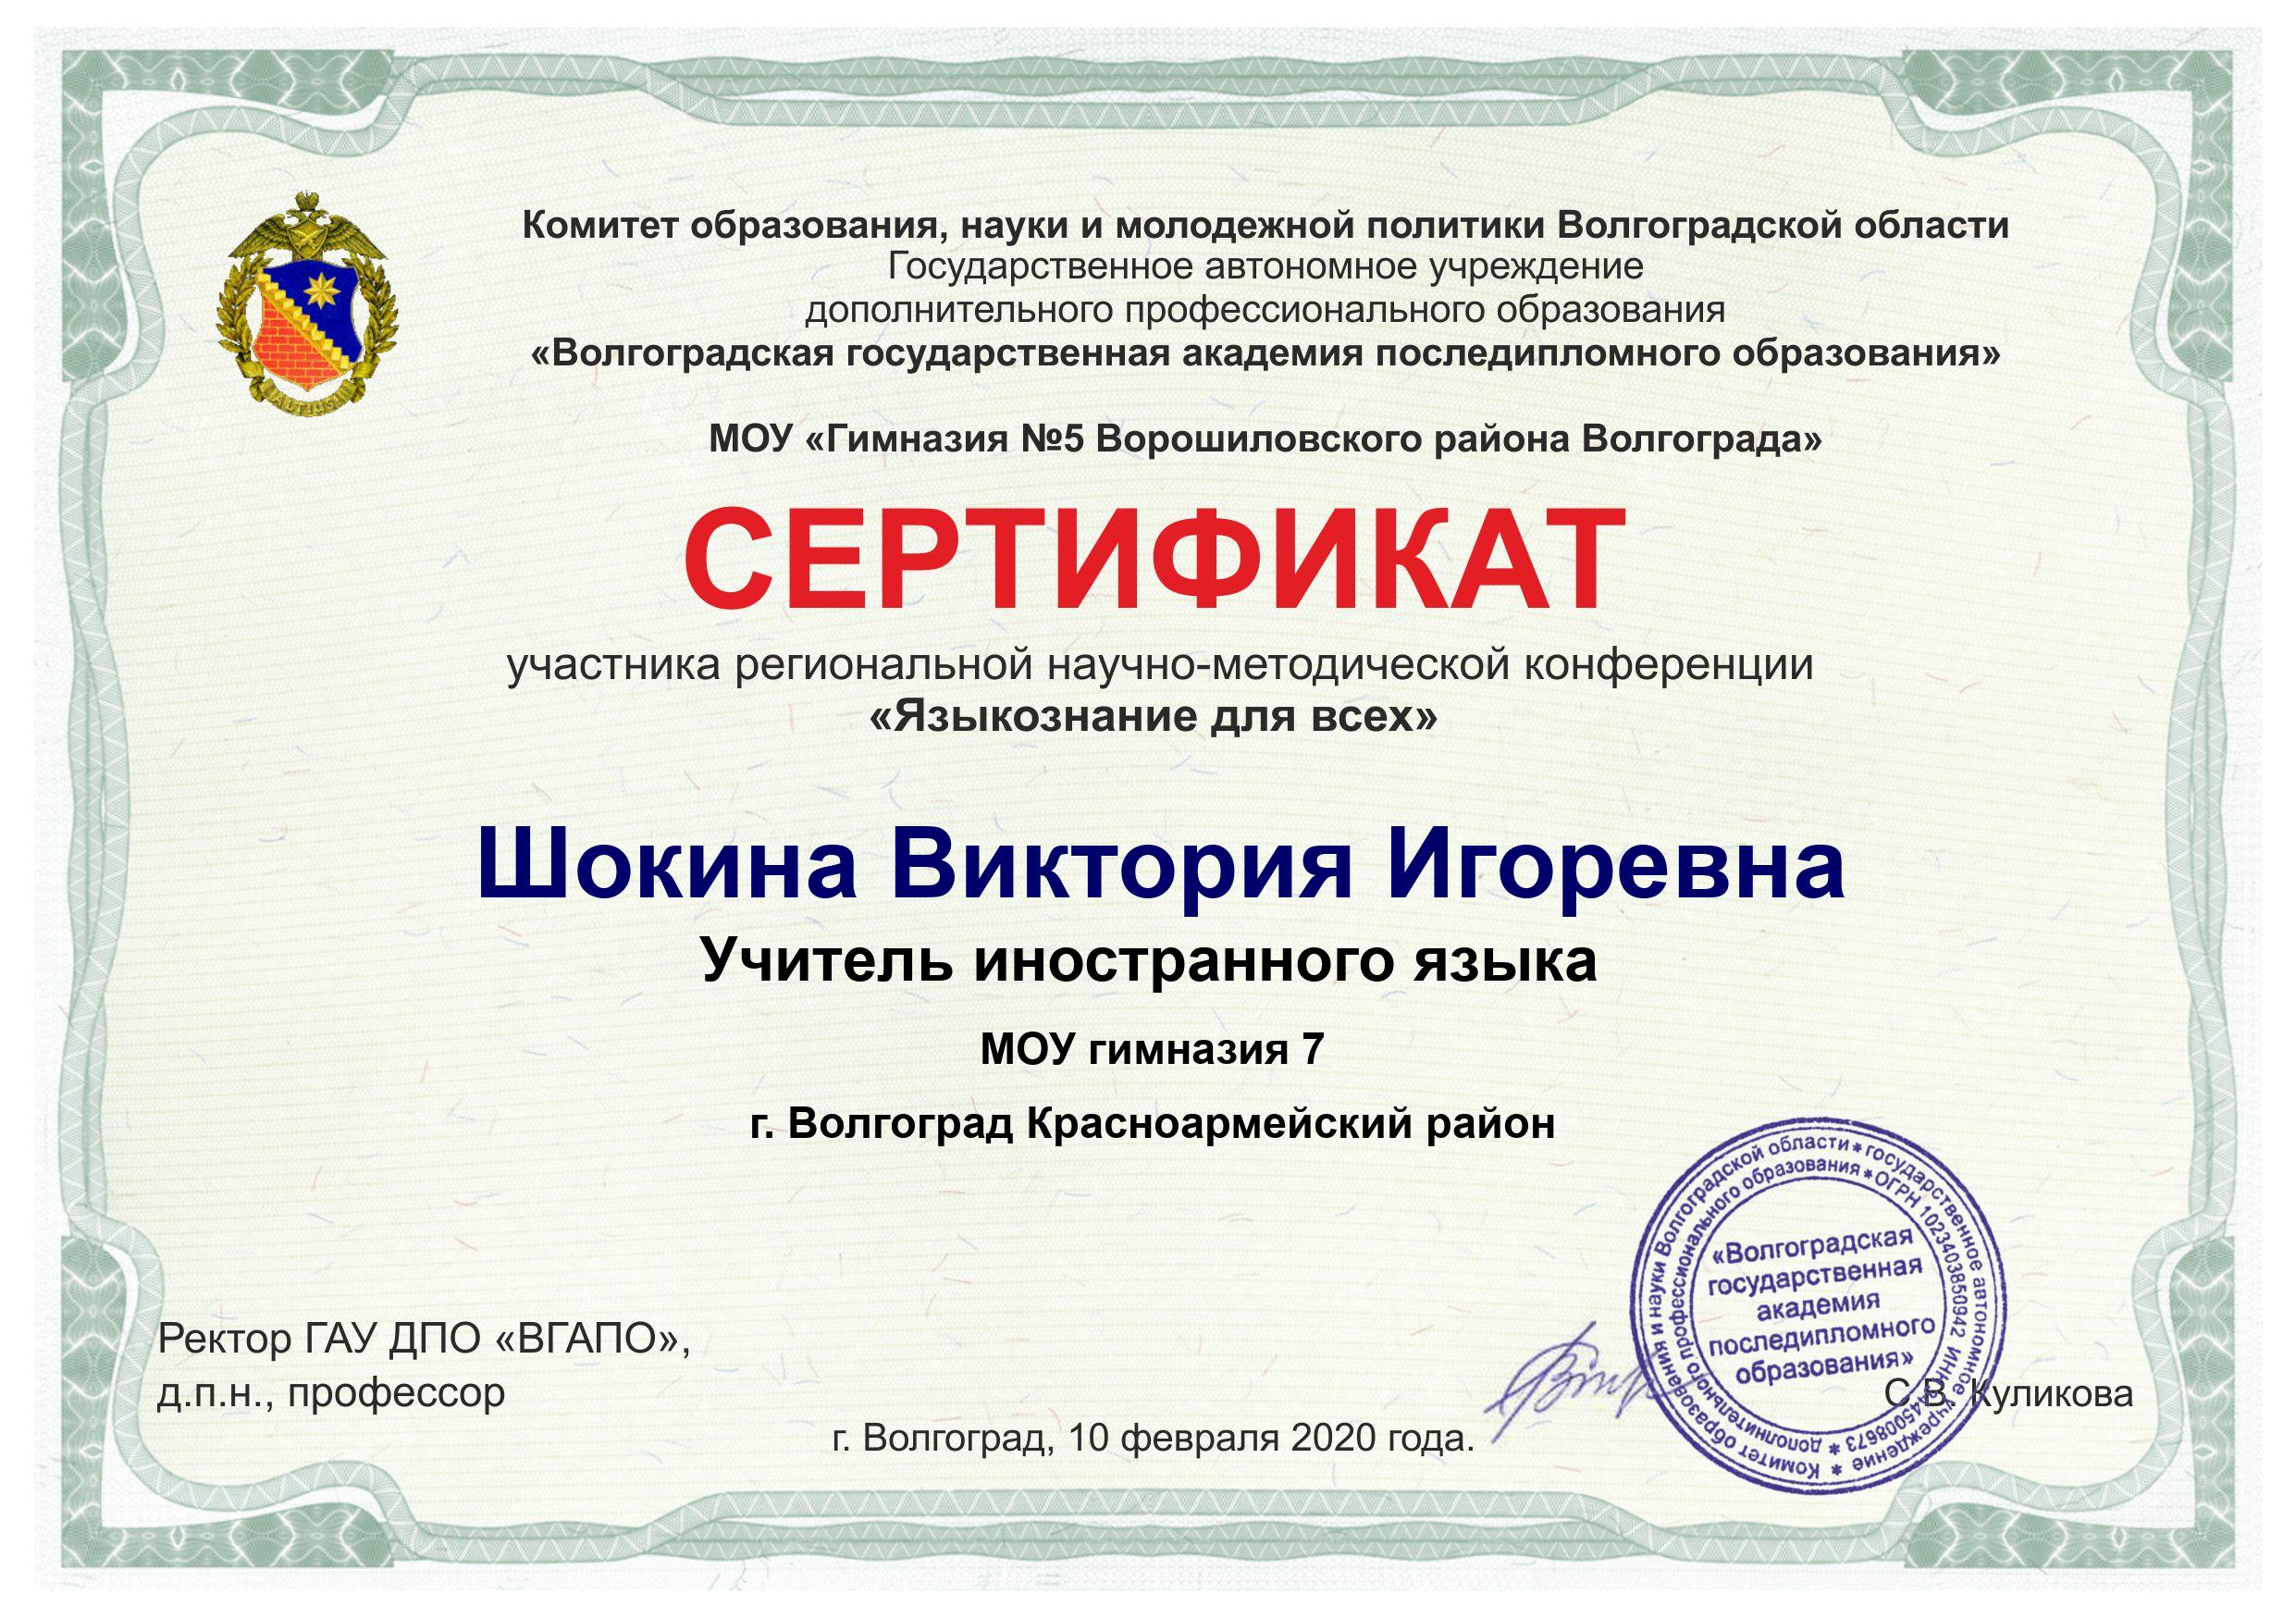 Комитет образования, науки и молодежной политики Волгоградской области
Государственное автономное учреждение
дополнительного профессионального образования
«Волгоградская государственная академия последипломного образования»
МОУ «Гимназия №5 Ворошиловского района Волгограда»
ALTIUS
СЕРТИФИКАТ
участника региональной научно-методической конференции
«Языкознание для всех»
Шокина Виктория Игоревна
Учитель иностранного языка
МОУ гимназия 7
г. Волгоград Красноармейский район
Ректор ГАУ ДПО «ВГАПО»,
д.п.н., профессор
С.В. Куликова
г. Волгоград, 10 февраля 2020 года.
Комитет образования и науки Волгоградской области * государственное автономное учреждение *
дополнительного профессионального образования * ОГРН 1023403850942 ИНН 3445008673 *
«Волгоградская
государственная
академия
последипломного
образования»